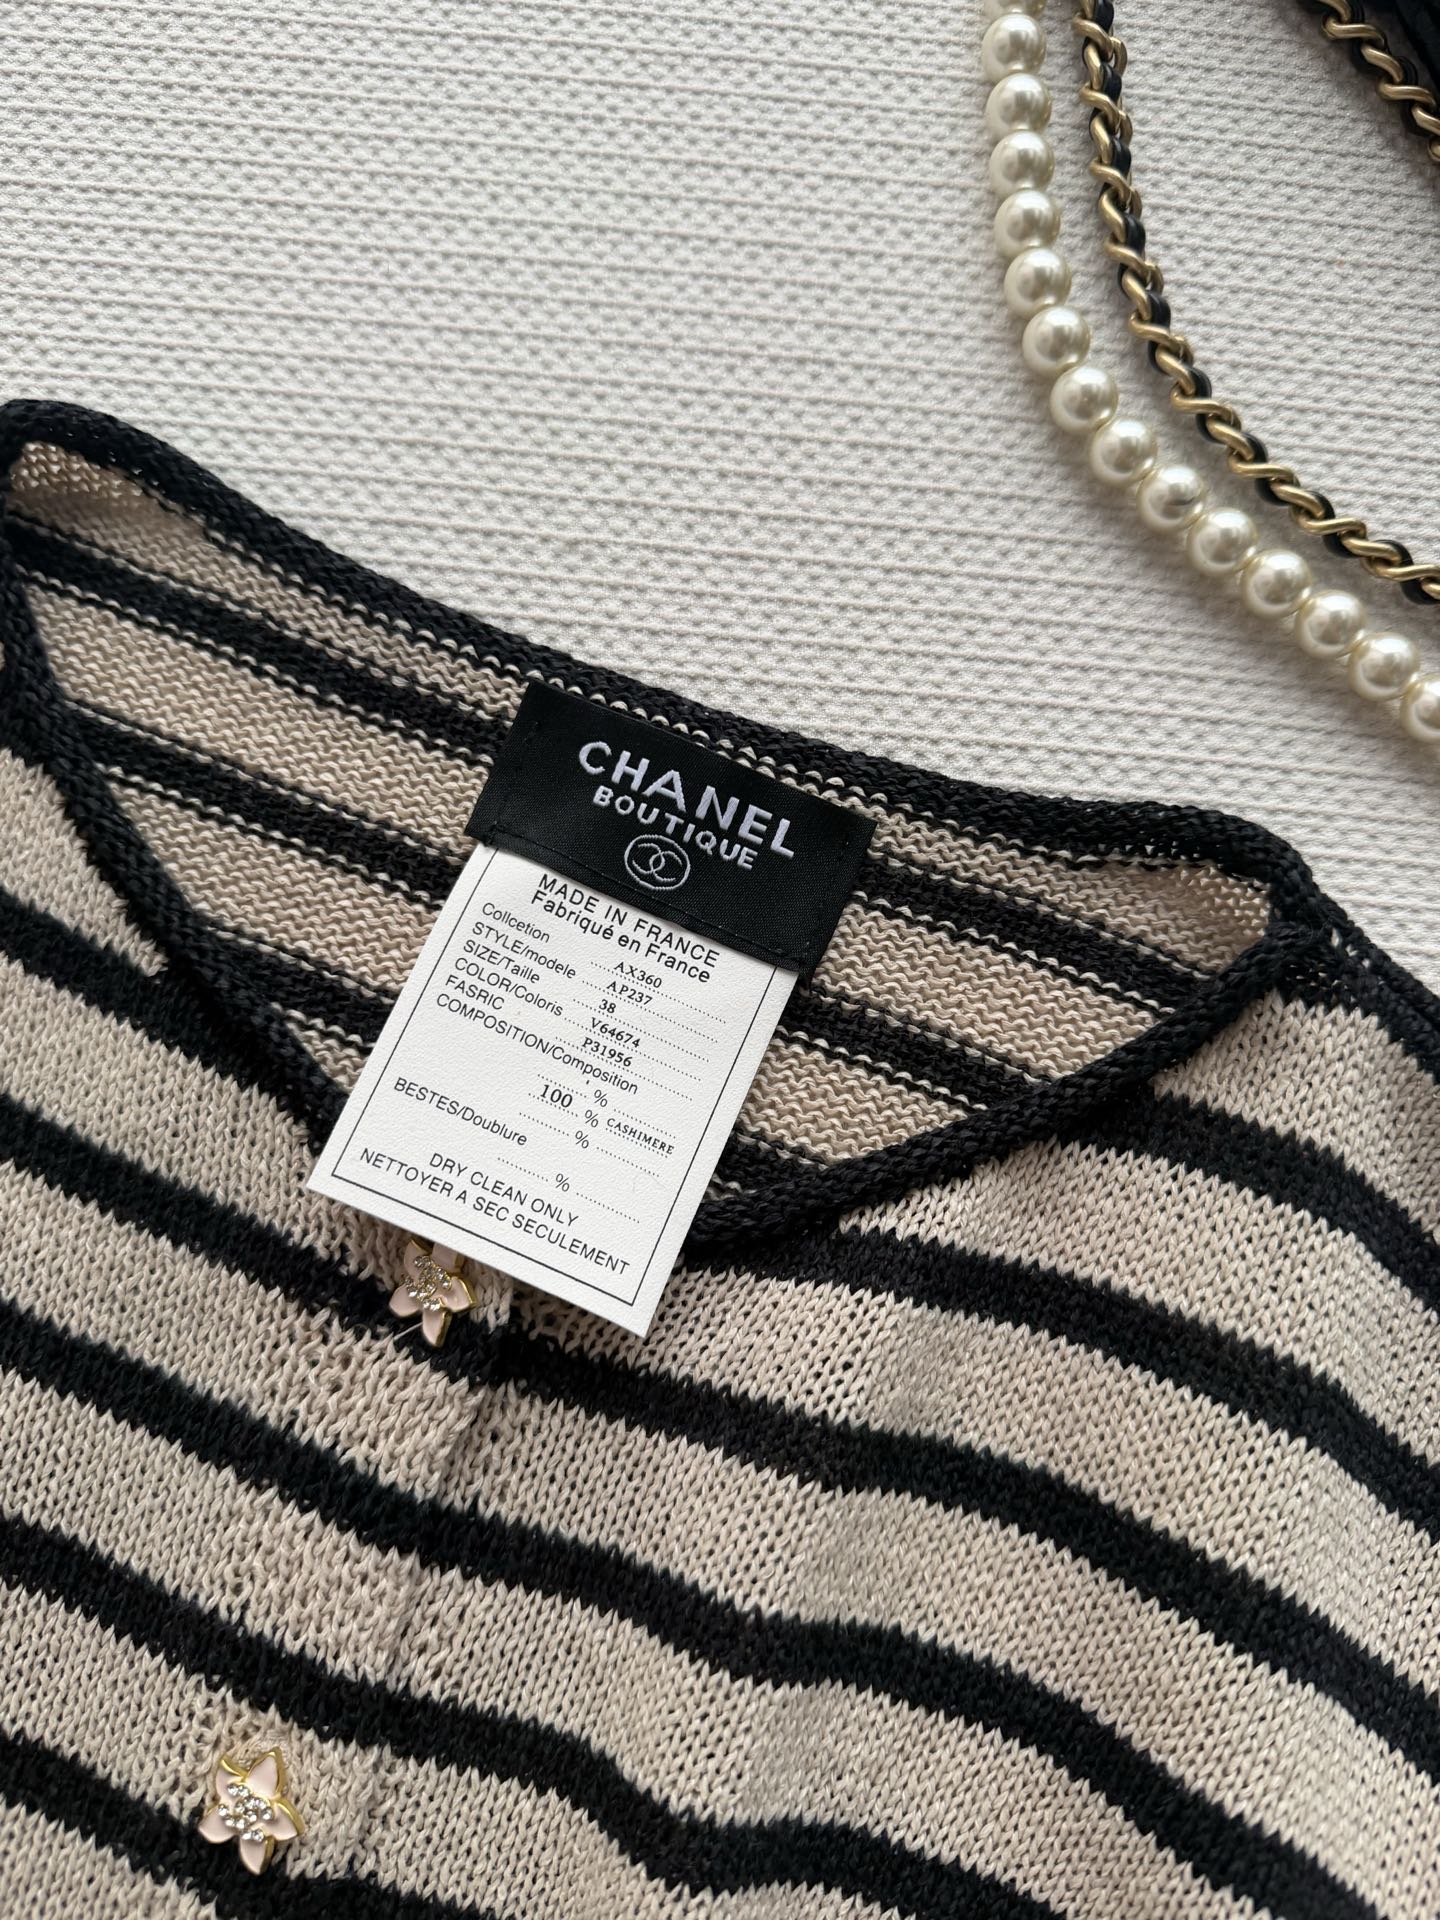 CHANEL
BOUTIQUE
MADE IN FRANCE
Fabriqué en France
Collcetion AX360
STYLE/modele AP237
SIZE/Taille 38
COLOR/Coloris V64674
FASRIC P31956
COMPOSITION/Composition
%
100 % CASHIMERE
%
BESTES/Doublure
%
DRY CLEAN ONLY
NETTOYER A SEC SECULEMENT